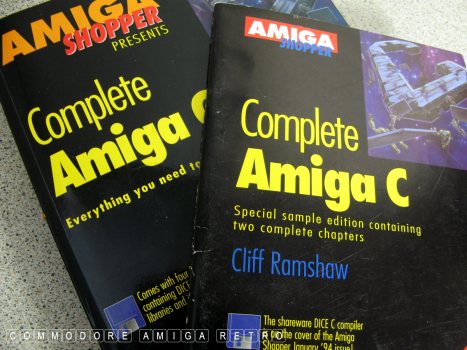 AMIGA
SHOPPER
PRESENTS
Complete
Amiga C
Everything you need to
Comes with four
containing DICE
libraries and
AMIGA
SHOPPER
Complete
Amiga C
Special sample edition containing
two complete chapters
Cliff Ramshaw
The shareware DICE C compiler
is on the cover of the Amiga
Shopper January '94 issue!
COMMODORE AMIGA RETRO